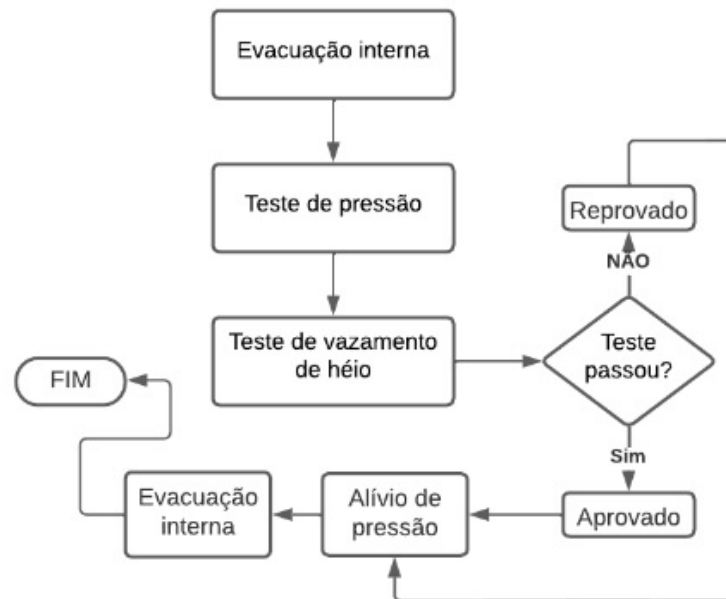 Evacuação interna
Teste de pressão
Reprovado
NÃO
Teste de vazamento
de héio
Teste
passou?
FIM
Sim
Evacuação
interna
Alívio de
pressão
Aprovado